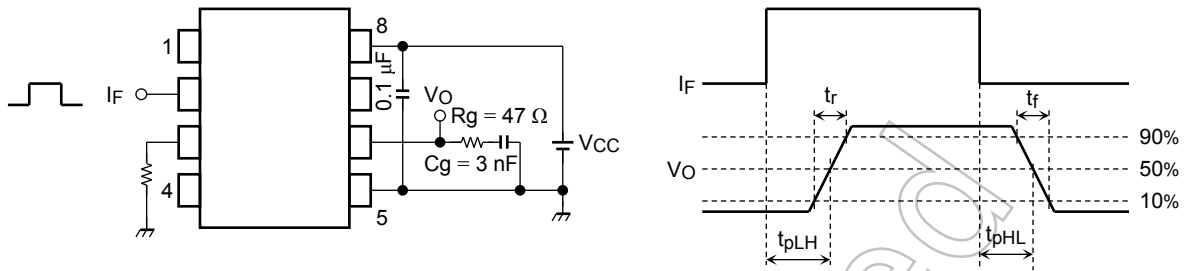 1
8
I_F
0.1 μF
V_O
Rg = 47 Ω
Cg = 3 nF
V_CC
4
5
I_F
t_r
t_f
90%
V_O
50%
10%
t_pLH
t_pHL